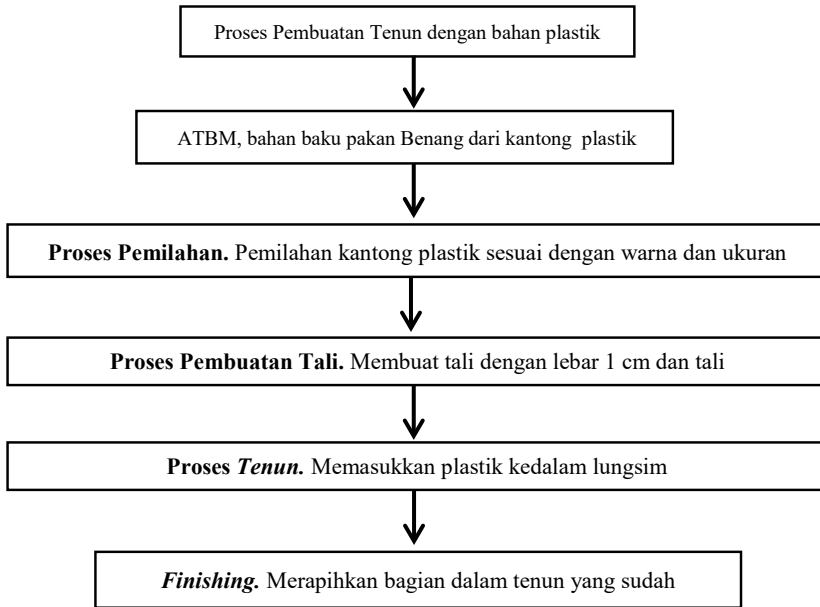 Proses Pembuatan Tenun dengan bahan plastik
ATBM, bahan baku pakan Benang dari kantong plastik
Proses Pemilahan. Pemilahan kantong plastik sesuai dengan warna dan ukuran
Proses Pembuatan Tali. Membuat tali dengan lebar 1 cm dan tali
Proses Tenun. Memasukkan plastik kedalam lungsim
Finishing. Merapihkan bagian dalam tenun yang sudah